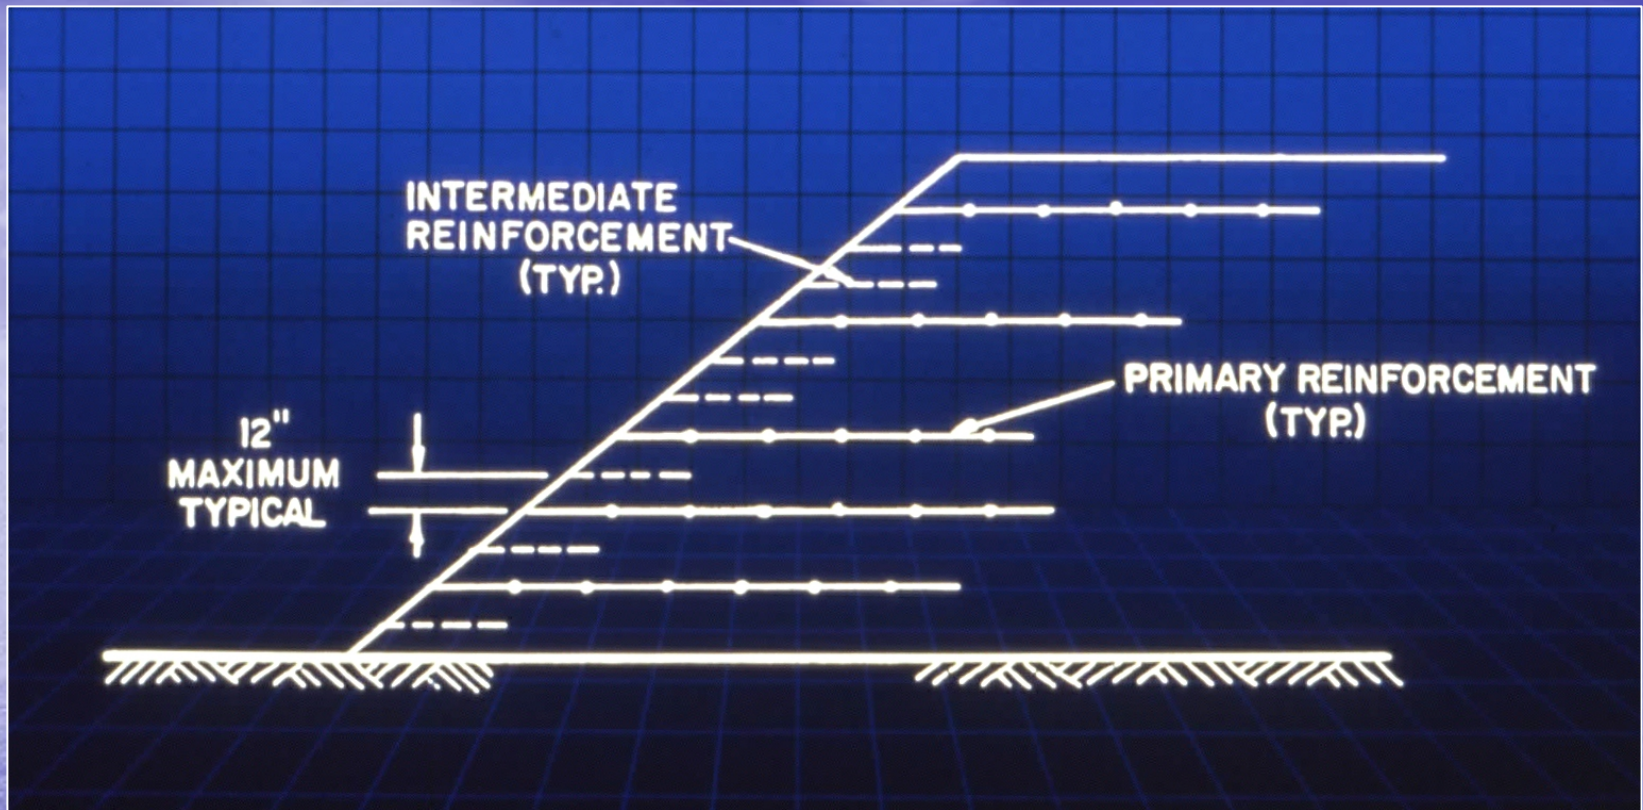 INTERMEDIATE
REINFORCEMENT
(TYP.)
PRIMARY REINFORCEMENT
(TYP.)
12"
MAXIMUM
TYPICAL